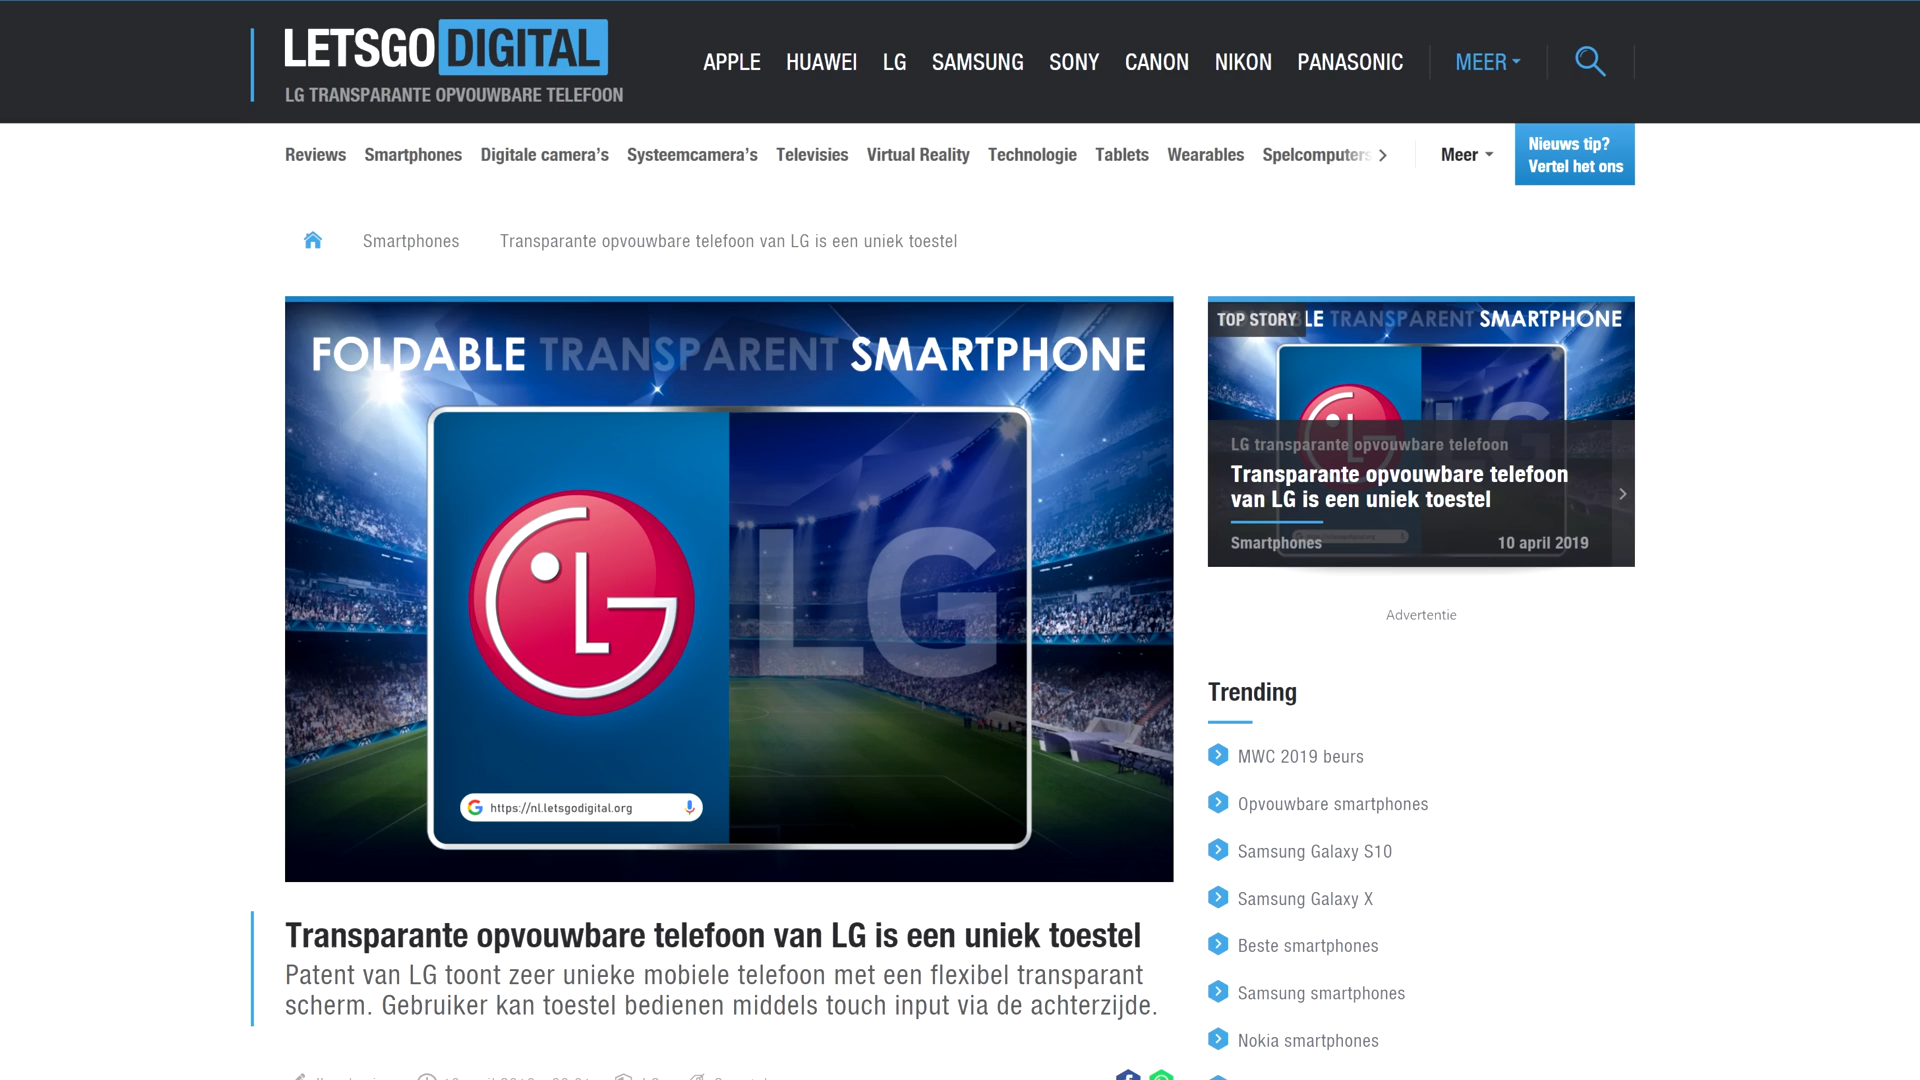 LETSGODIGITAL
LG TRANSPARANTE OPVOUWBARE TELEFOON
APPLE HUAWEI LG SAMSUNG SONY CANON NIKON PANASONIC MEER
Reviews Smartphones Digitale camera's Systeemcamera's Televisies Virtual Reality Technologie Tablets Wearables Spelcomputers Meer
Nieuws tip?
Vertel het ons
Smartphones Transparante opvouwbare telefoon van LG is een uniek toestel
FOLDABLE TRANSPARENT SMARTPHONE
LG
LG
https://nl.letsgodigital.org
Transparante opvouwbare telefoon van LG is een uniek toestel
Patent van LG toont zeer unieke mobiele telefoon met een flexibel transparant
scherm. Gebruiker kan toestel bedienen middels touch input via de achterzijde.
TOP STORY
LE TRANSPARENT SMARTPHONE
LG transparante opvouwbare telefoon
Transparante opvouwbare telefoon
van LG is een uniek toestel
Smartphones 10 april 2019
Advertentie
Trending
MWC 2019 beurs
Opvouwbare smartphones
Samsung Galaxy S10
Samsung Galaxy X
Beste smartphones
Samsung smartphones
Nokia smartphones